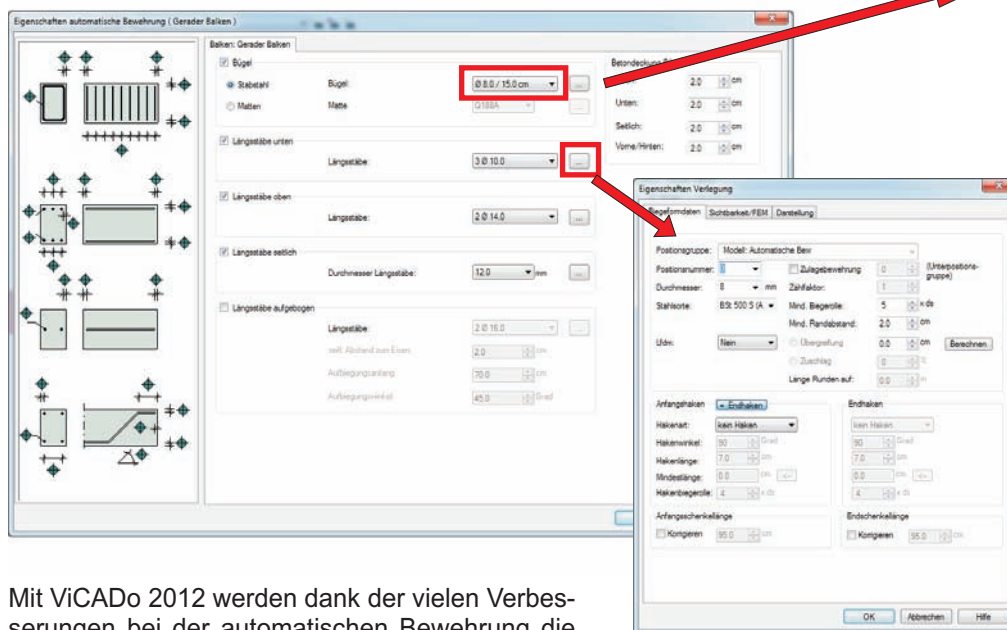 Eigenschaften automatische Bewehrung ( Gerader Balken )
Balken: Gerader Balken
Bügel
Stabstahl Bügel Ø 8.0 / 15.0 cm ...
Matten Matte Q188A ...
Längsstäbe unten
Längsstäbe: 3 Ø 10.0 ...
Längsstäbe oben
Längsstäbe: 2 Ø 14.0 ...
Längsstäbe seitlich
Durchmesser Längsstäbe: 12.0 mm ...
Längsstäbe aufgebogen
Längsstäbe 2 Ø 16.0 ...
seitl. Abstand zum Eisen: 2.0 cm
Aufbiegungsanfang: 70.0 cm
Aufbiegungswinkel: 45.0 Grad
Betondeckung
2.0 cm
Unten: 2.0 cm
Seitlich: 2.0 cm
Vorne/Hinten: 2.0 cm
Eigenschaften Verlegung
Biegeformdaten Sichtbarkeit/FEM Darstellung
Positionsgruppe: Modell: Automatische Bew
Positionsnummer: Zulagebewehrung 0 (Unterpositions-
gruppe)
Durchmesser: 8 mm Zählfaktor: 1
Stahlsorte: BSt 500 S (A Mind. Biegerolle: 5 x ds
Mind. Randabstand: 2.0 cm
Lfdm: Nein Übergreifung 0.0 cm Berechnen
Zuschlag 0 %
Länge Runden auf: 0.0 m
Anfangshaken = Endhaken Endhaken
Hakenart: kein Haken kein Haken
Hakenwinkel: 90 Grad 90 Grad
Hakenlänge: 7.0 cm 7.0 cm
Mindestlänge: 0.0 cm <-- 0.0 cm <--
Hakenbiegerolle: 4 x ds 4 x ds
Anfangsschenkellänge Endschenkellänge
Korrigieren 95.0 cm Korrigieren 95.0 cm
OK Abbrechen Hilfe
Mit ViCADo 2012 werden dank der vielen Verbes-
serungen bei der automatischen Bewehrung die